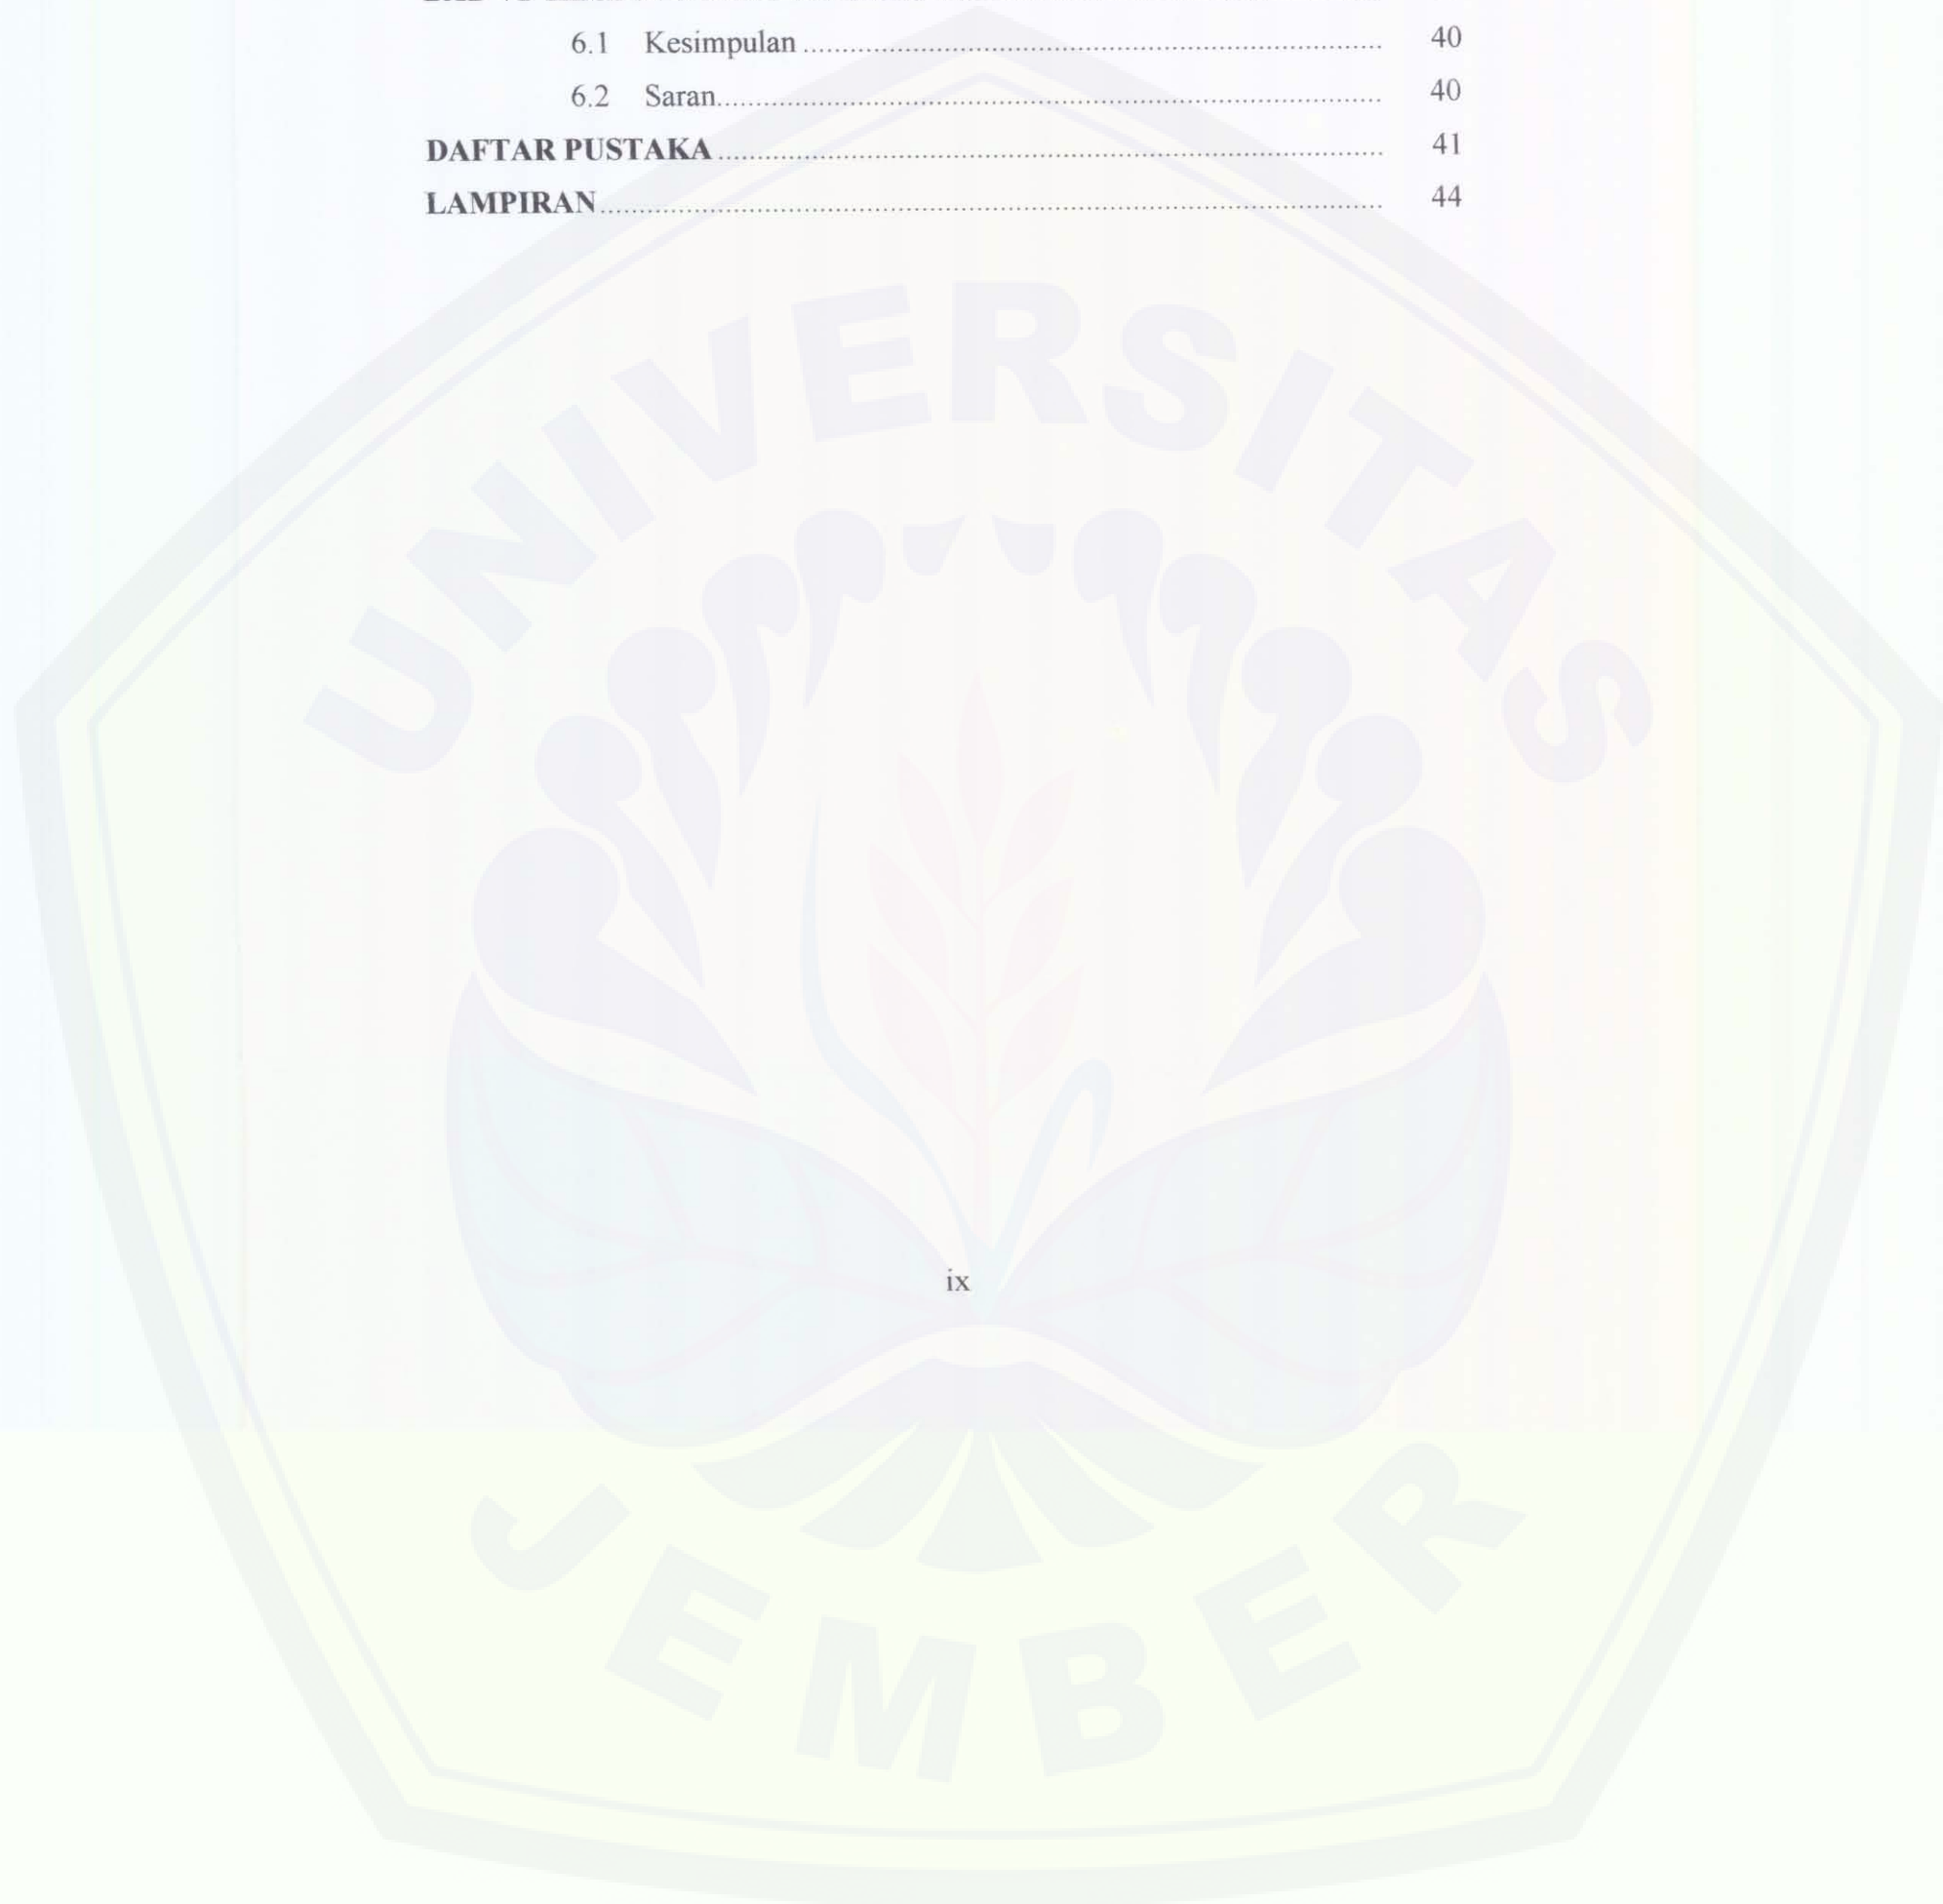 6.1 Kesimpulan ........................................ 40
6.2 Saran ........................................ 40
DAFTAR PUSTAKA ........................................ 41
LAMPIRAN ........................................ 44
UNIVERSITAS
ix
JEMBER